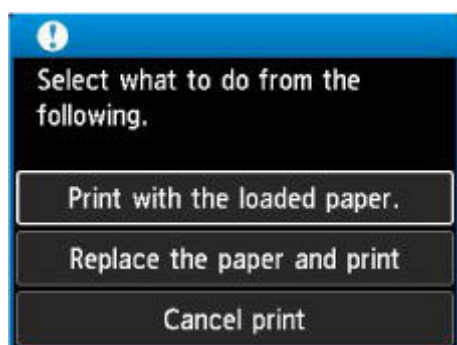 Select what to do from the
following.
Print with the loaded paper.
Replace the paper and print
Cancel print